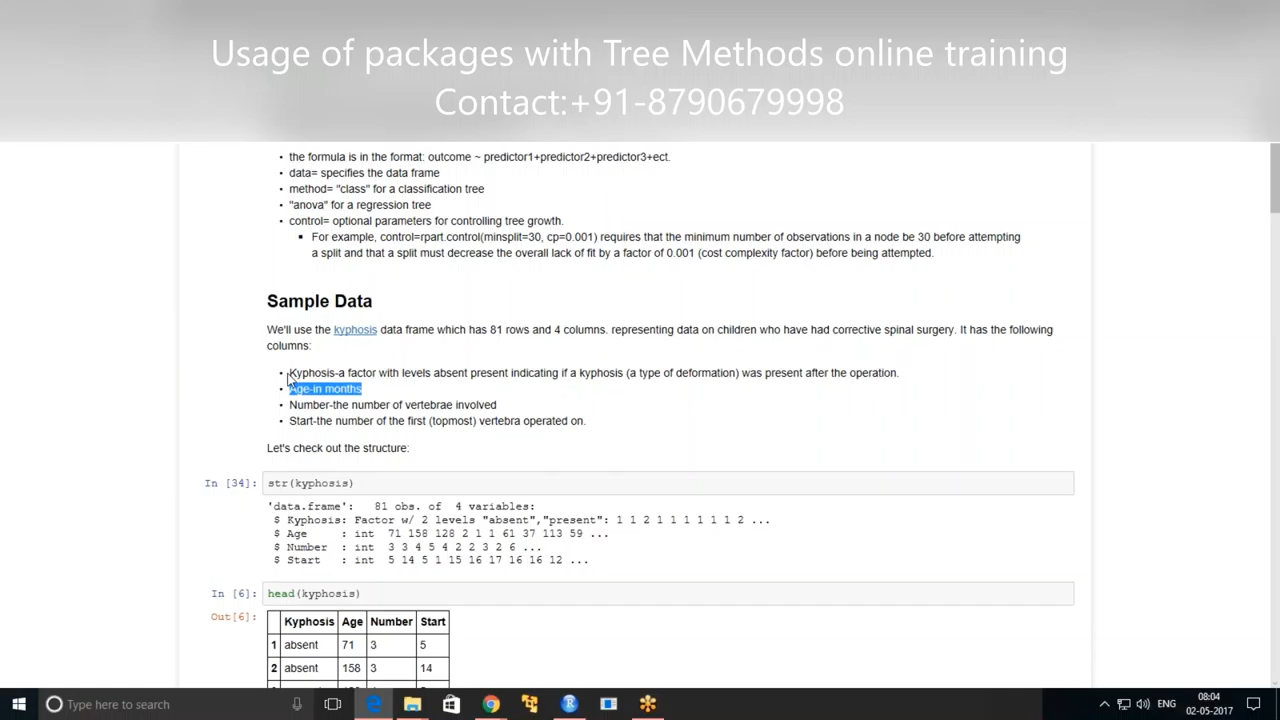 Usage of packages with Tree Methods online training
Contact:+91-8790679998
• the formula is in the format: outcome ~ predictor1+predictor2+predictor3+ect.
• data= specifies the data frame
• method= "class" for a classification tree
• "anova" for a regression tree
• control= optional parameters for controlling tree growth.
▪ For example, control=rpart.control(minsplit=30, cp=0.001) requires that the minimum number of observations in a node be 30 before attempting
a split and that a split must decrease the overall lack of fit by a factor of 0.001 (cost complexity factor) before being attempted.
Sample Data
We'll use the kyphosis data frame which has 81 rows and 4 columns. representing data on children who have had corrective spinal surgery. It has the following
columns:
• Kyphosis-a factor with levels absent present indicating if a kyphosis (a type of deformation) was present after the operation.
• Age-in months
• Number-the number of vertebrae involved
• Start-the number of the first (topmost) vertebra operated on.
Let's check out the structure:
In [34]: str(kyphosis)
'data.frame': 81 obs. of 4 variables:
$ Kyphosis: Factor w/ 2 levels "absent","present": 1 1 2 1 1 1 1 1 1 2 ...
$ Age : int 71 158 128 2 1 1 61 37 113 59 ...
$ Number : int 3 3 4 5 4 2 2 3 2 6 ...
$ Start : int 5 14 5 1 15 16 17 16 16 12 ...
In [6]: head(kyphosis)
Out[6]:
Kyphosis Age Number Start
1 absent 71 3 5
2 absent 158 3 14
Type here to search
ENG
08:04
02-05-2017